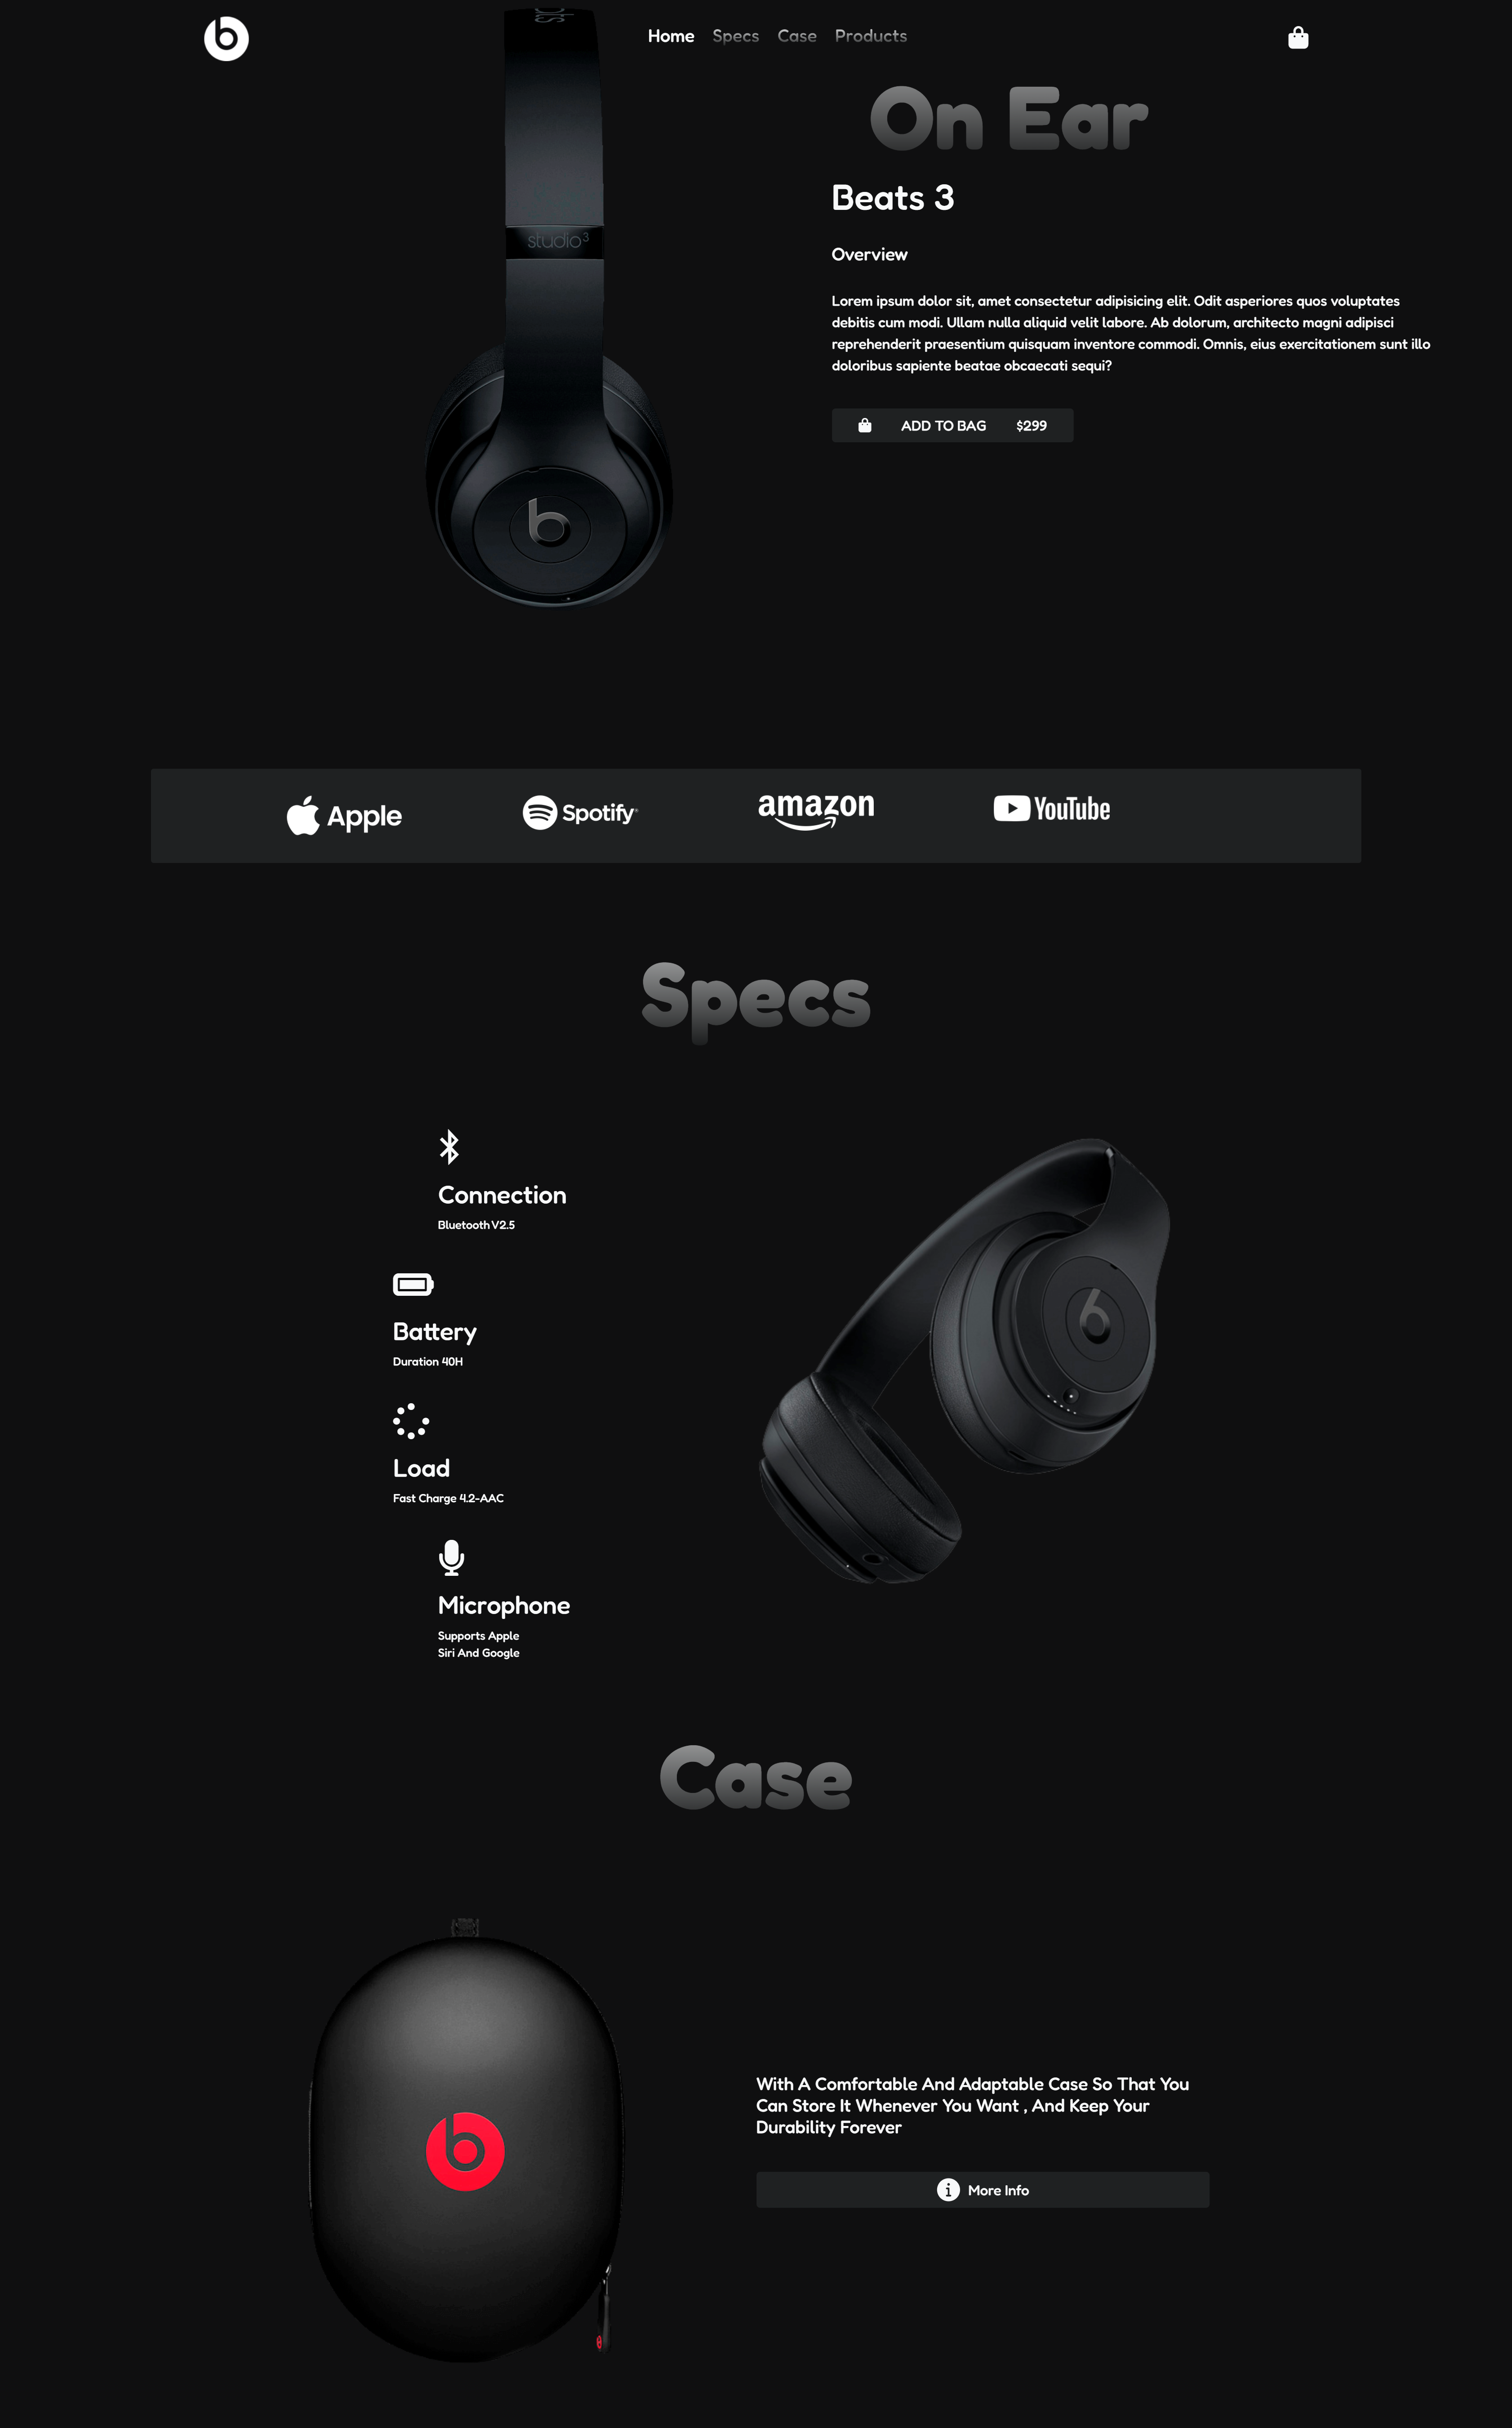 Home Specs Case Products
On Ear
Beats 3
studio3
Overview
Lorem ipsum dolor sit, amet consectetur adipisicing elit. Odit asperiores quos voluptates
debitis cum modi. Ullam nulla aliquid velit labore. Ab dolorum, architecto magni adipisci
reprehenderit praesentium quisquam inventore commodi. Omnis, eius exercitationem sunt illo
doloribus sapiente beatae obcaecati sequi?
ADD TO BAG $299
Apple Spotify amazon YouTube
Specs
Connection
Bluetooth V2.5
Battery
Duration 40H
Load
Fast Charge 4.2-AAC
Microphone
Supports Apple
Siri And Google
Case
With A Comfortable And Adaptable Case So That You
Can Store It Whenever You Want , And Keep Your
Durability Forever
More Info